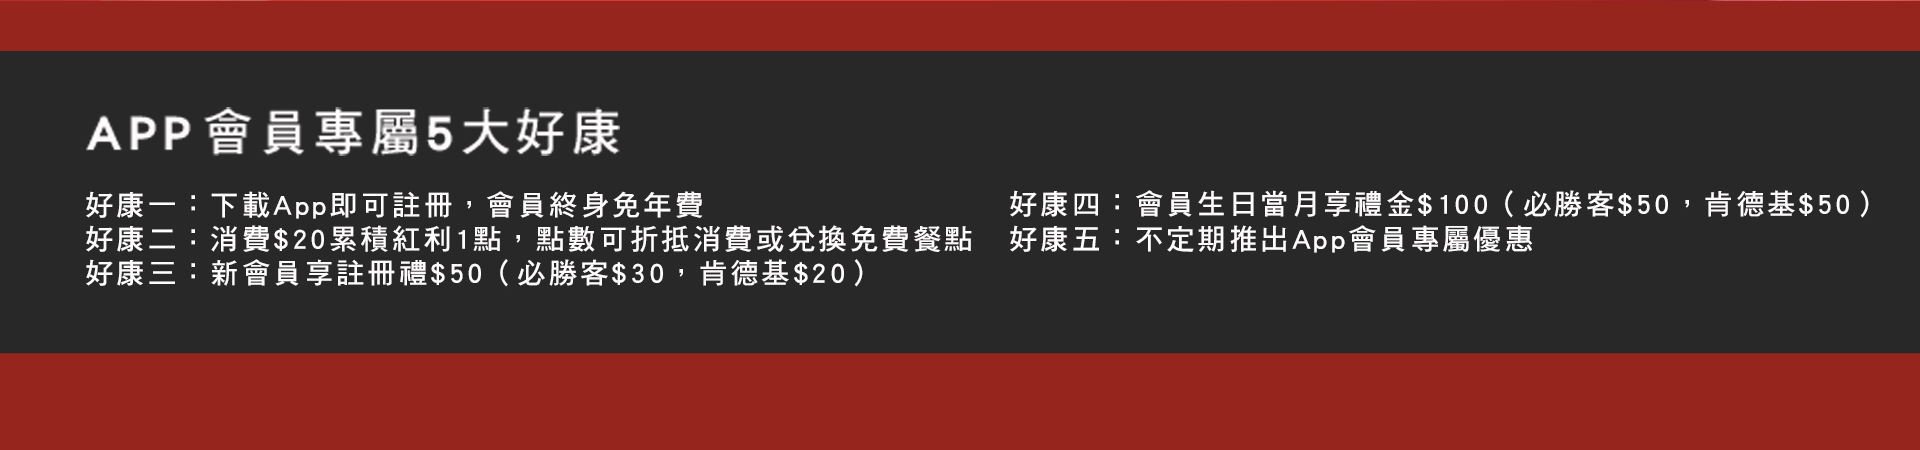 APP會員專屬5大好康
好康一：下載App即可註冊，會員終身免年費
好康二：消費$20累積紅利1點，點數可折抵消費或兌換免費餐點
好康三：新會員享註冊禮$50（必勝客$30，肯德基$20）
好康四：會員生日當月享禮金$100（必勝客$50，肯德基$50）
好康五：不定期推出App會員專屬優惠